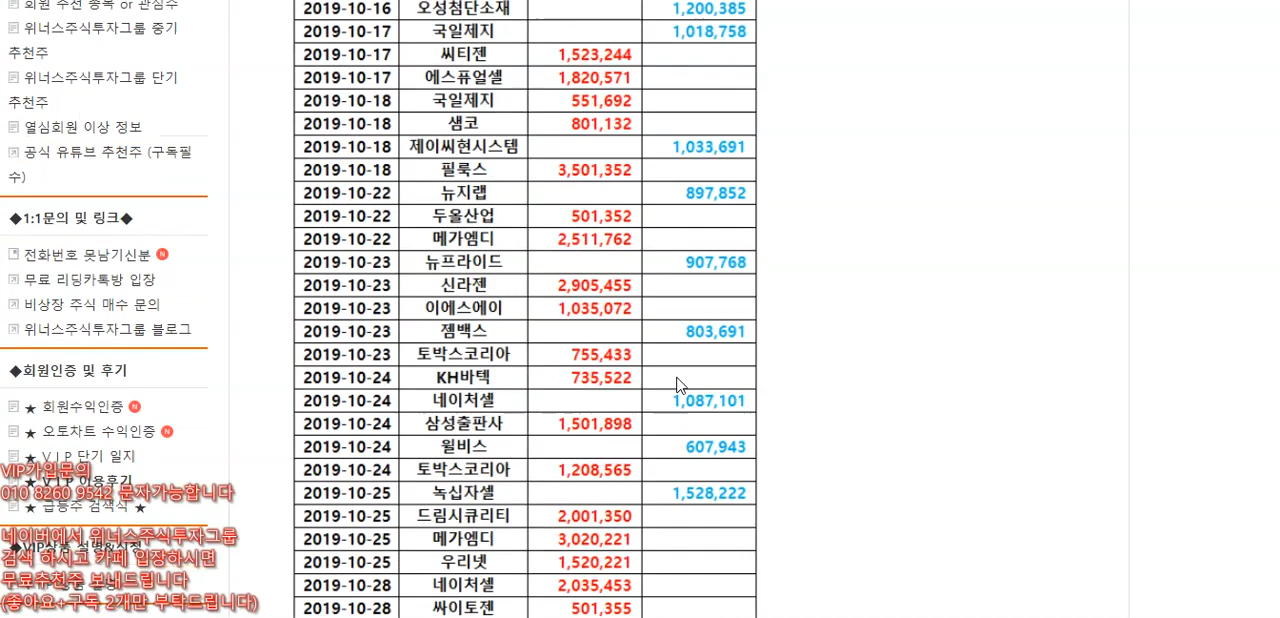 회원 추천 종목 or 관심주
위너스주식투자그룹 중기
추천주
위너스주식투자그룹 단기
추천주
열심회원 이상 정보
공식 유튜브 추천주 (구독필
수)
◆1:1문의 및 링크◆
전화번호 못남기신분 N
무료 리딩카톡방 입장
비상장 주식 매수 문의
위너스주식투자그룹 블로그
◆회원인증 및 후기
★ 회원수익인증 N
★ 오토차트 수익인증 N
★ V I P 단기 일지
★ V I P 이용후기
★ 급등주 검색식 ★
◆VIP상품 설명&신청
VIP가입문의
010 8260 9542 문자가능합니다
네이버에서 위너스주식투자그룹
검색 하시고 카페 입장하시면
무료추천주 보내드립니다
(좋아요+구독 2개만 부탁드립니다)
2019-10-16 오성첨단소재 1,200,385
2019-10-17 국일제지 1,018,758
2019-10-17 씨티젠 1,523,244
2019-10-17 에스퓨얼셀 1,820,571
2019-10-18 국일제지 551,692
2019-10-18 샘코 801,132
2019-10-18 제이씨현시스템 1,033,691
2019-10-18 필룩스 3,501,352
2019-10-22 뉴지랩 897,852
2019-10-22 두올산업 501,352
2019-10-22 메가엠디 2,511,762
2019-10-23 뉴프라이드 907,768
2019-10-23 신라젠 2,905,455
2019-10-23 이에스에이 1,035,072
2019-10-23 젬백스 803,691
2019-10-23 토박스코리아 755,433
2019-10-24 KH바텍 735,522
2019-10-24 네이처셀 1,087,101
2019-10-24 삼성출판사 1,501,898
2019-10-24 윌비스 607,943
2019-10-24 토박스코리아 1,208,565
2019-10-25 녹십자셀 1,528,222
2019-10-25 드림시큐리티 2,001,350
2019-10-25 메가엠디 3,020,221
2019-10-25 우리넷 1,520,221
2019-10-28 네이처셀 2,035,453
2019-10-28 싸이토젠 501,355